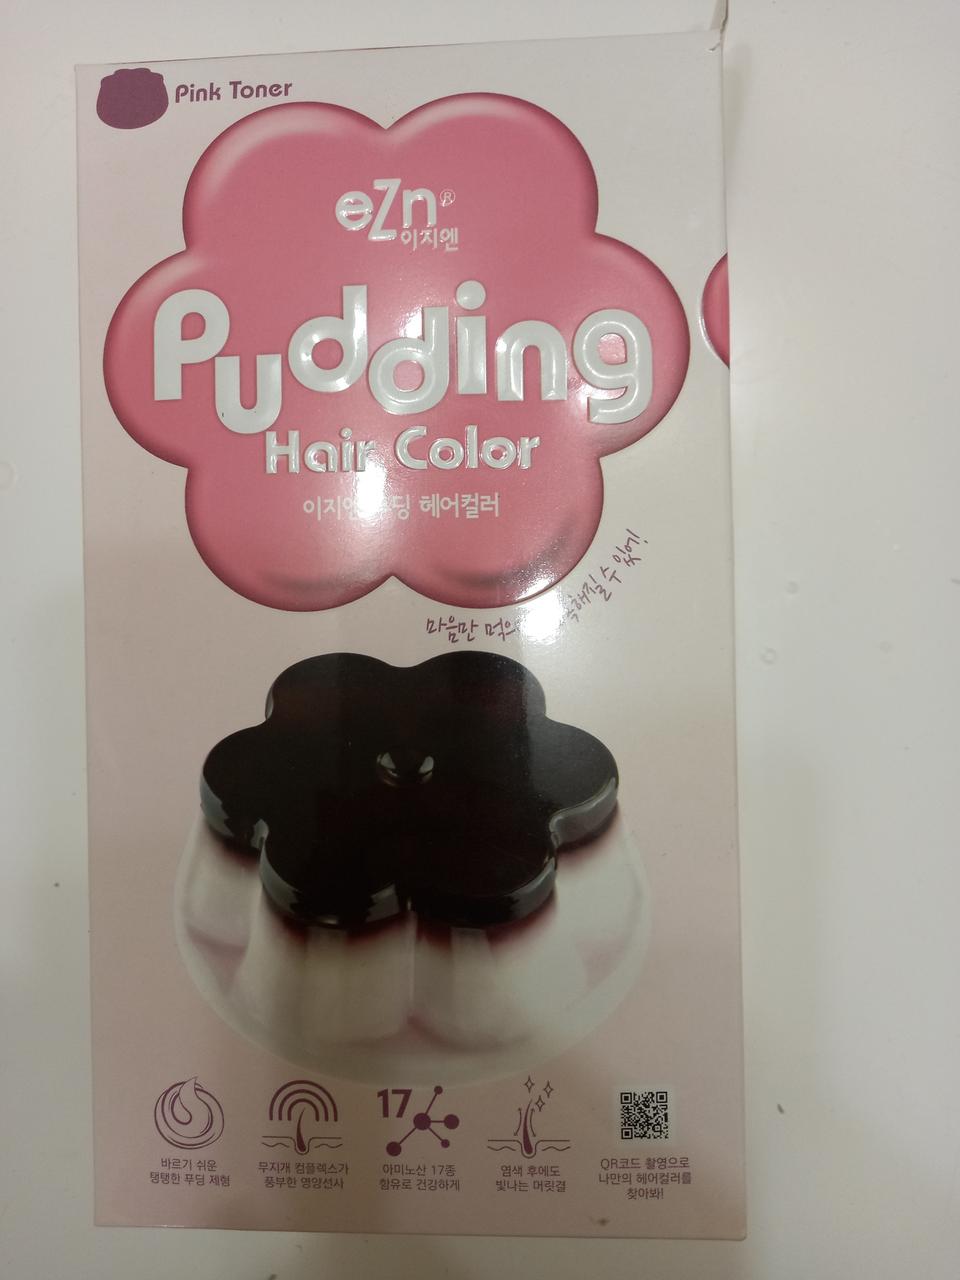 Pink Toner
eZn®
이지엔
Pudding
Hair Color
이지엔 푸딩 헤어컬러
마음만 먹으 해질 수 있어!
17
바르기 쉬운
탱탱한 푸딩 제형
무지개 컴플렉스가
풍부한 영양선사
아미노산 17종
함유로 건강하게
염색 후에도
빛나는 머릿결
QR코드 촬영으로
나만의 헤어컬러를
찾아봐!